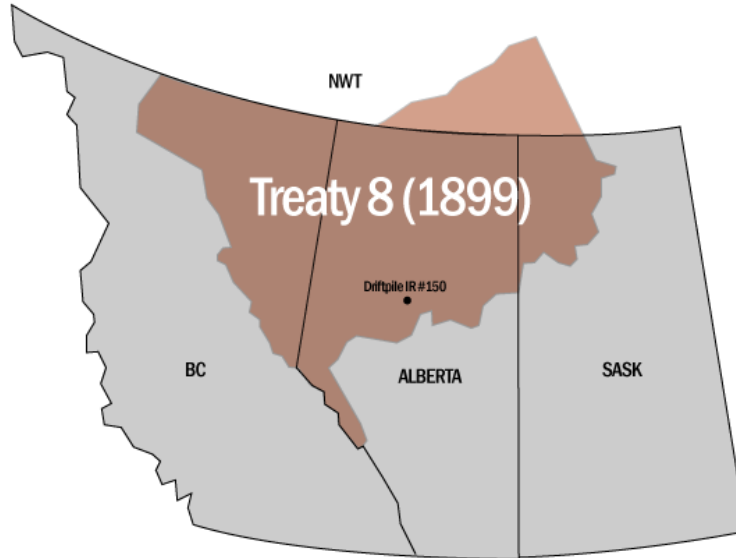 NWT
Treaty 8 (1899)
Driftpile IR #150
BC
ALBERTA
SASK